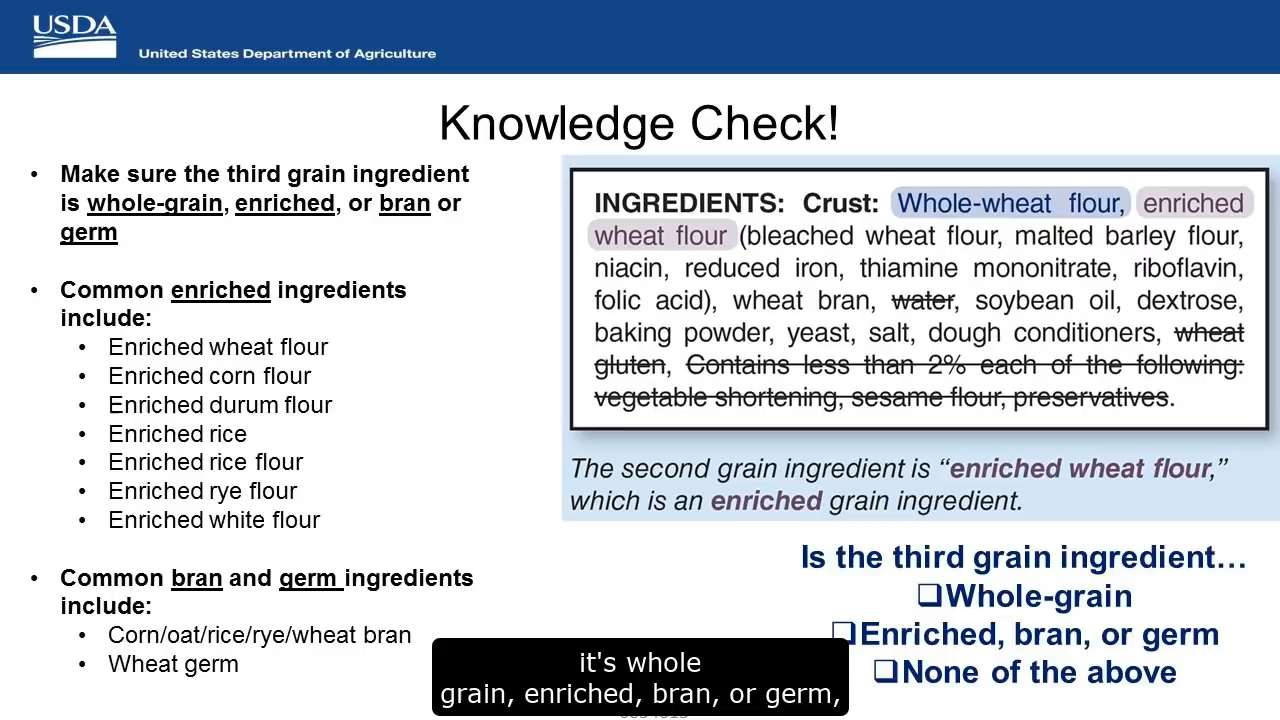 USDA
United States Department of Agriculture
Knowledge Check!
• Make sure the third grain ingredient
is whole-grain, enriched, or bran or
germ
• Common enriched ingredients
include:
• Enriched wheat flour
• Enriched corn flour
• Enriched durum flour
• Enriched rice
• Enriched rice flour
• Enriched rye flour
• Enriched white flour
• Common bran and germ ingredients
include:
• Corn/oat/rice/rye/wheat bran
• Wheat germ
INGREDIENTS: Crust: Whole-wheat flour, enriched
wheat flour (bleached wheat flour, malted barley flour,
niacin, reduced iron, thiamine mononitrate, riboflavin,
folic acid), wheat bran, water, soybean oil, dextrose,
baking powder, yeast, salt, dough conditioners, wheat
gluten, Contains less than 2% each of the following:
vegetable shortening, sesame flour, preservatives.
The second grain ingredient is “enriched wheat flour,”
which is an enriched grain ingredient.
Is the third grain ingredient…
❑Whole-grain
❑Enriched, bran, or germ
❑None of the above
it's whole
grain, enriched, bran, or germ,